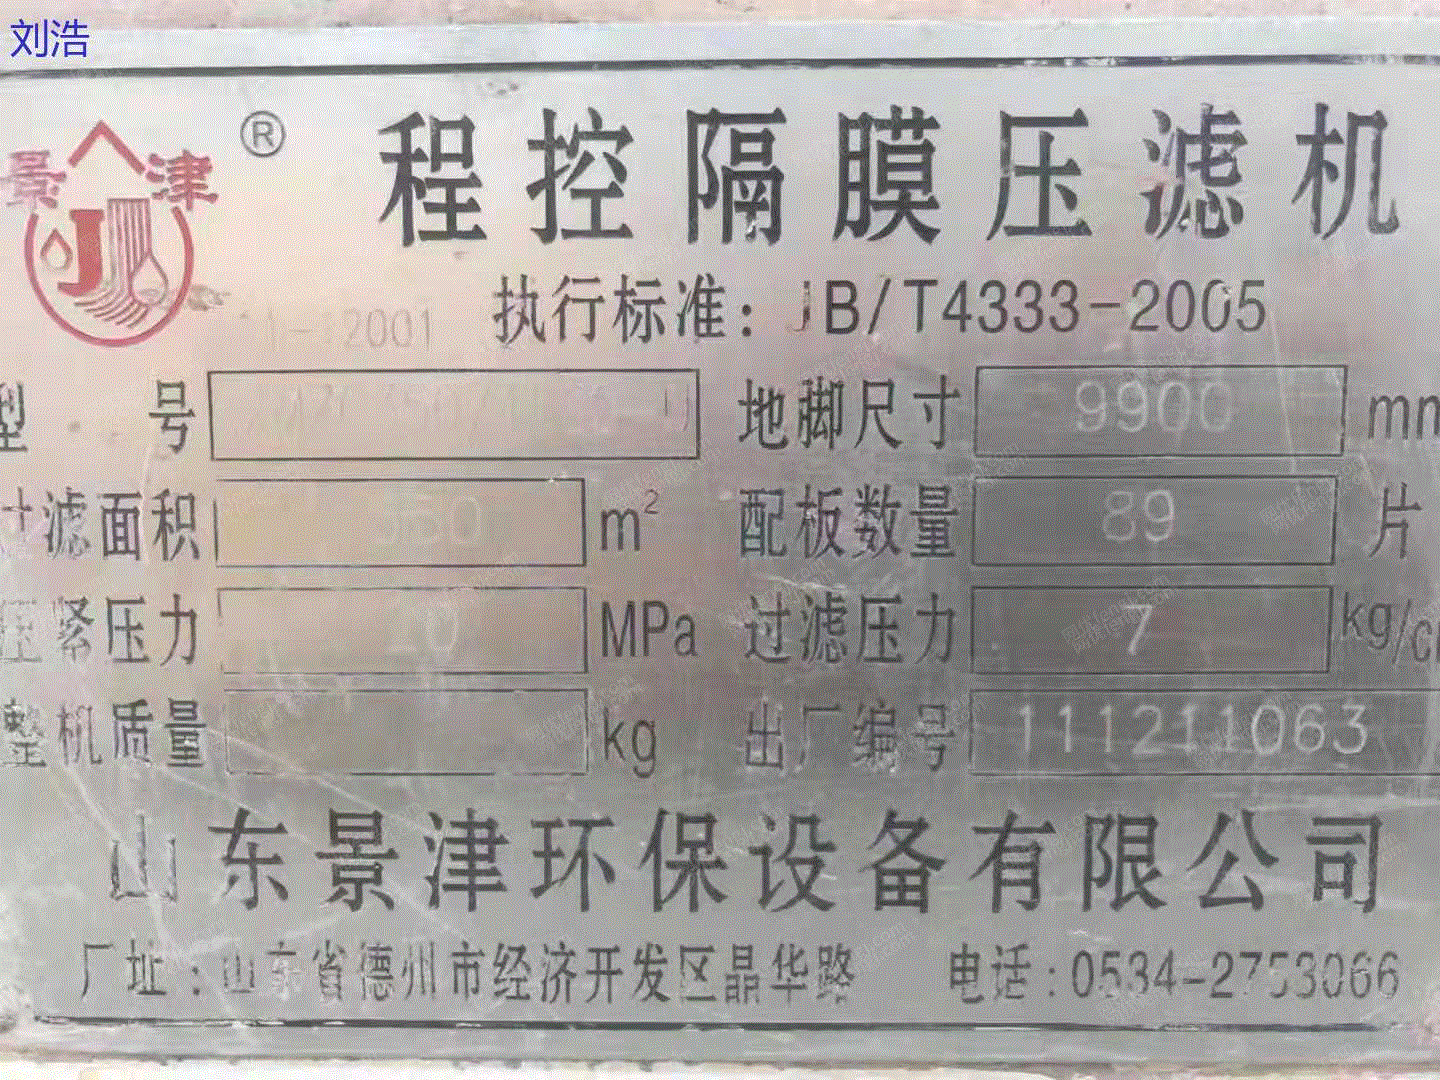 刘浩
景津 ®
程控隔膜压滤机
执行标准：JB/T4333-2005
2001
型号 地脚尺寸 9900 mm
过滤面积 m² 配板数量 89 片
压紧压力 MPa 过滤压力 7 kg/
整机质量 kg 出厂编号 111211063
山东景津环保设备有限公司
厂址：山东省德州市经济开发区晶华路 电话：0534-2753066